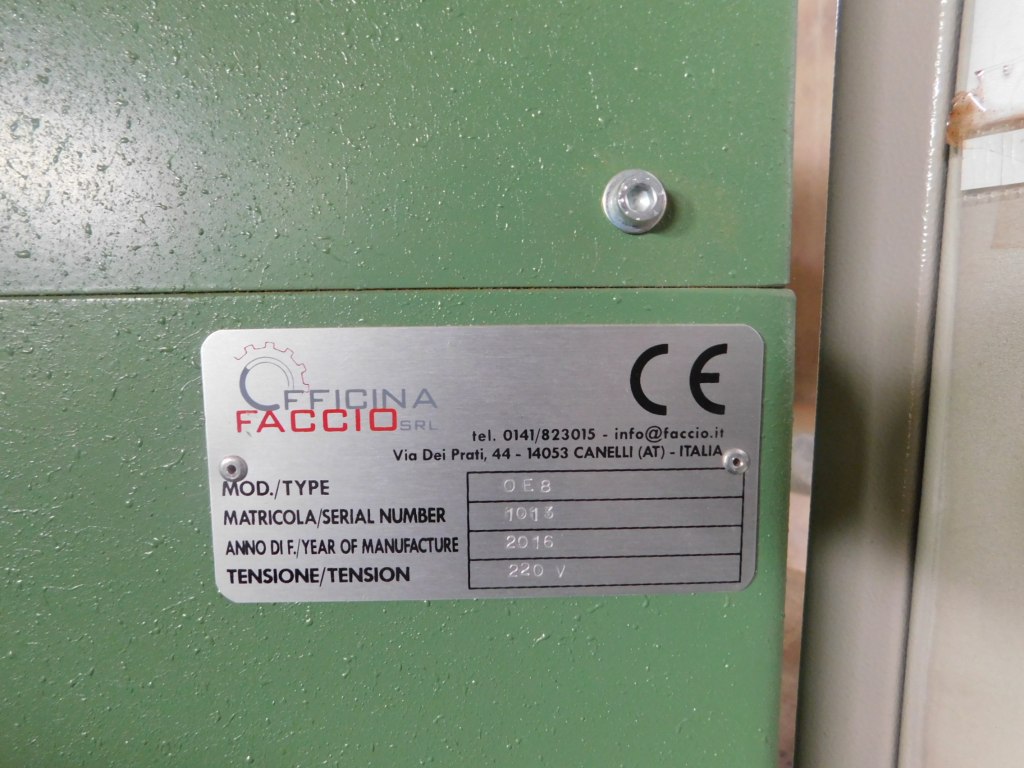 OFFICINA
FACCIO SRL
CE
tel. 0141/823015 - info@faccio.it
Via Dei Prati, 44 - 14053 CANELLI (AT) - ITALIA
MOD./TYPE OE8
MATRICOLA/SERIAL NUMBER 1013
ANNO DI F./YEAR OF MANUFACTURE 2016
TENSIONE/TENSION 220 V